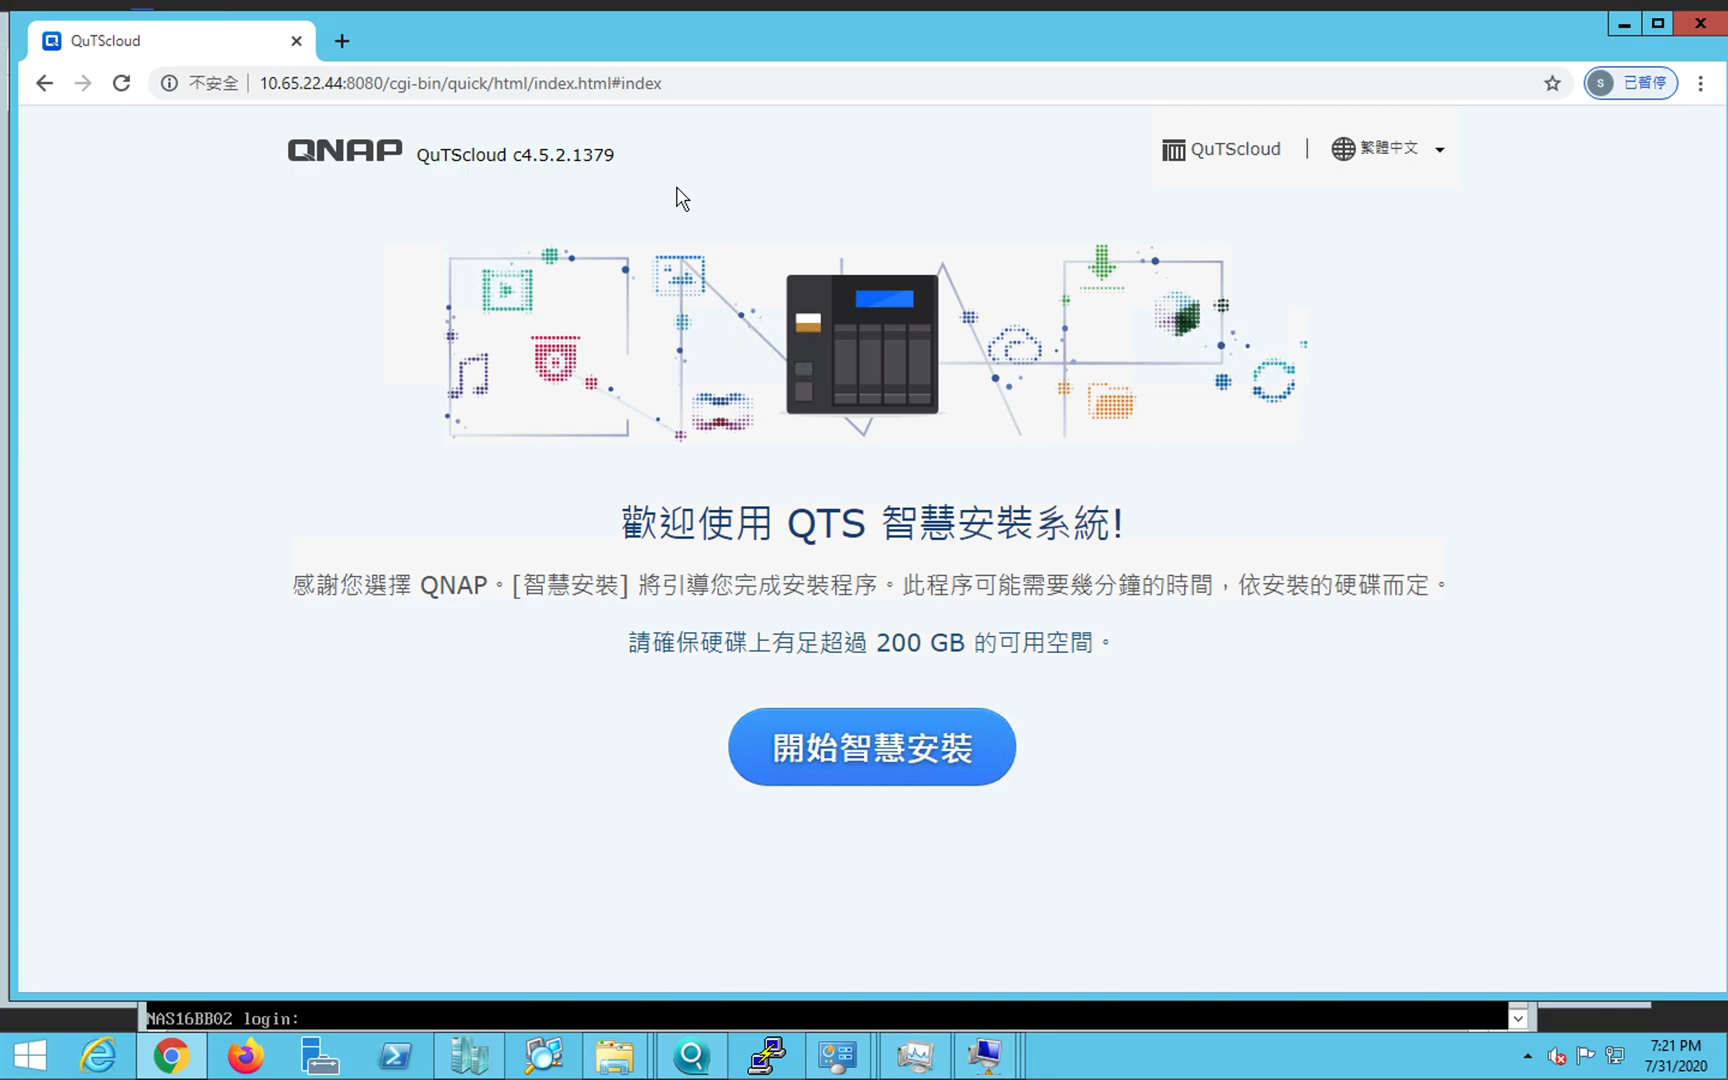 QuTScloud
不安全
10.65.22.44:8080/cgi-bin/quick/html/index.html#index
s
已暫停
QNAP QuTScloud c4.5.2.1379
QuTScloud | 繁體中文
歡迎使用 QTS 智慧安裝系統!
感謝您選擇 QNAP。[智慧安裝] 將引導您完成安裝程序。此程序可能需要幾分鐘的時間，依安裝的硬碟而定。
請確保硬碟上有足超過 200 GB 的可用空間。
開始智慧安裝
NAS16BB02 login:
7:21 PM
7/31/2020